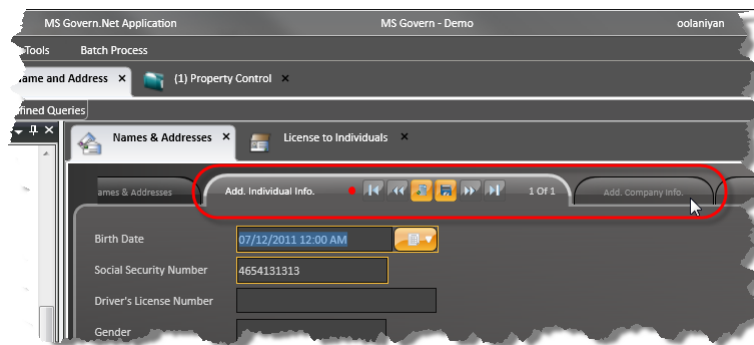 MS Govern.Net Application MS Govern - Demo oolaniyan
Tools Batch Process
ame and Address × (1) Property Control ×
fined Queries
Names & Addresses × License to Individuals ×
ames & Addresses Add. Individual Info. 1 Of 1 Add. Company Info.
Birth Date 07/12/2011 12:00 AM
Social Security Number 4654131313
Driver's License Number
Gender